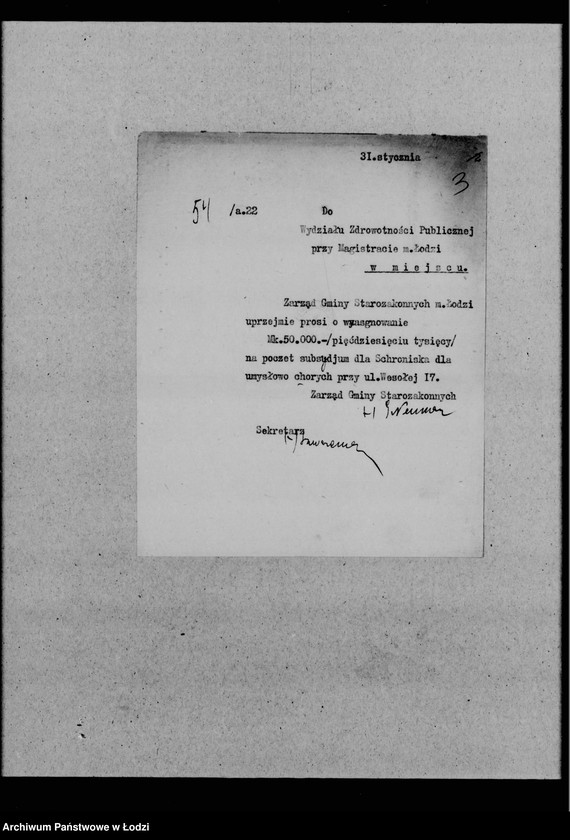 31.stycznia 2
3
54 /a.22 Do
Wydziału Zdrowotności Publicznej
przy Magistracie m.Łodzi
w miejscu.
Zarząd Gminy Starozakonnych m.Łodzi
uprzejmie prosi o wyasygnowanie
Mk.50.000.-/pięćdziesięciu tysięcy/
na poczet subsydjum dla Schroniska dla
umysłowo chorych przy ul.Wesołej 17.
Zarząd Gminy Starozakonnych
Sekretarz
Archiwum Państwowe w Łodzi